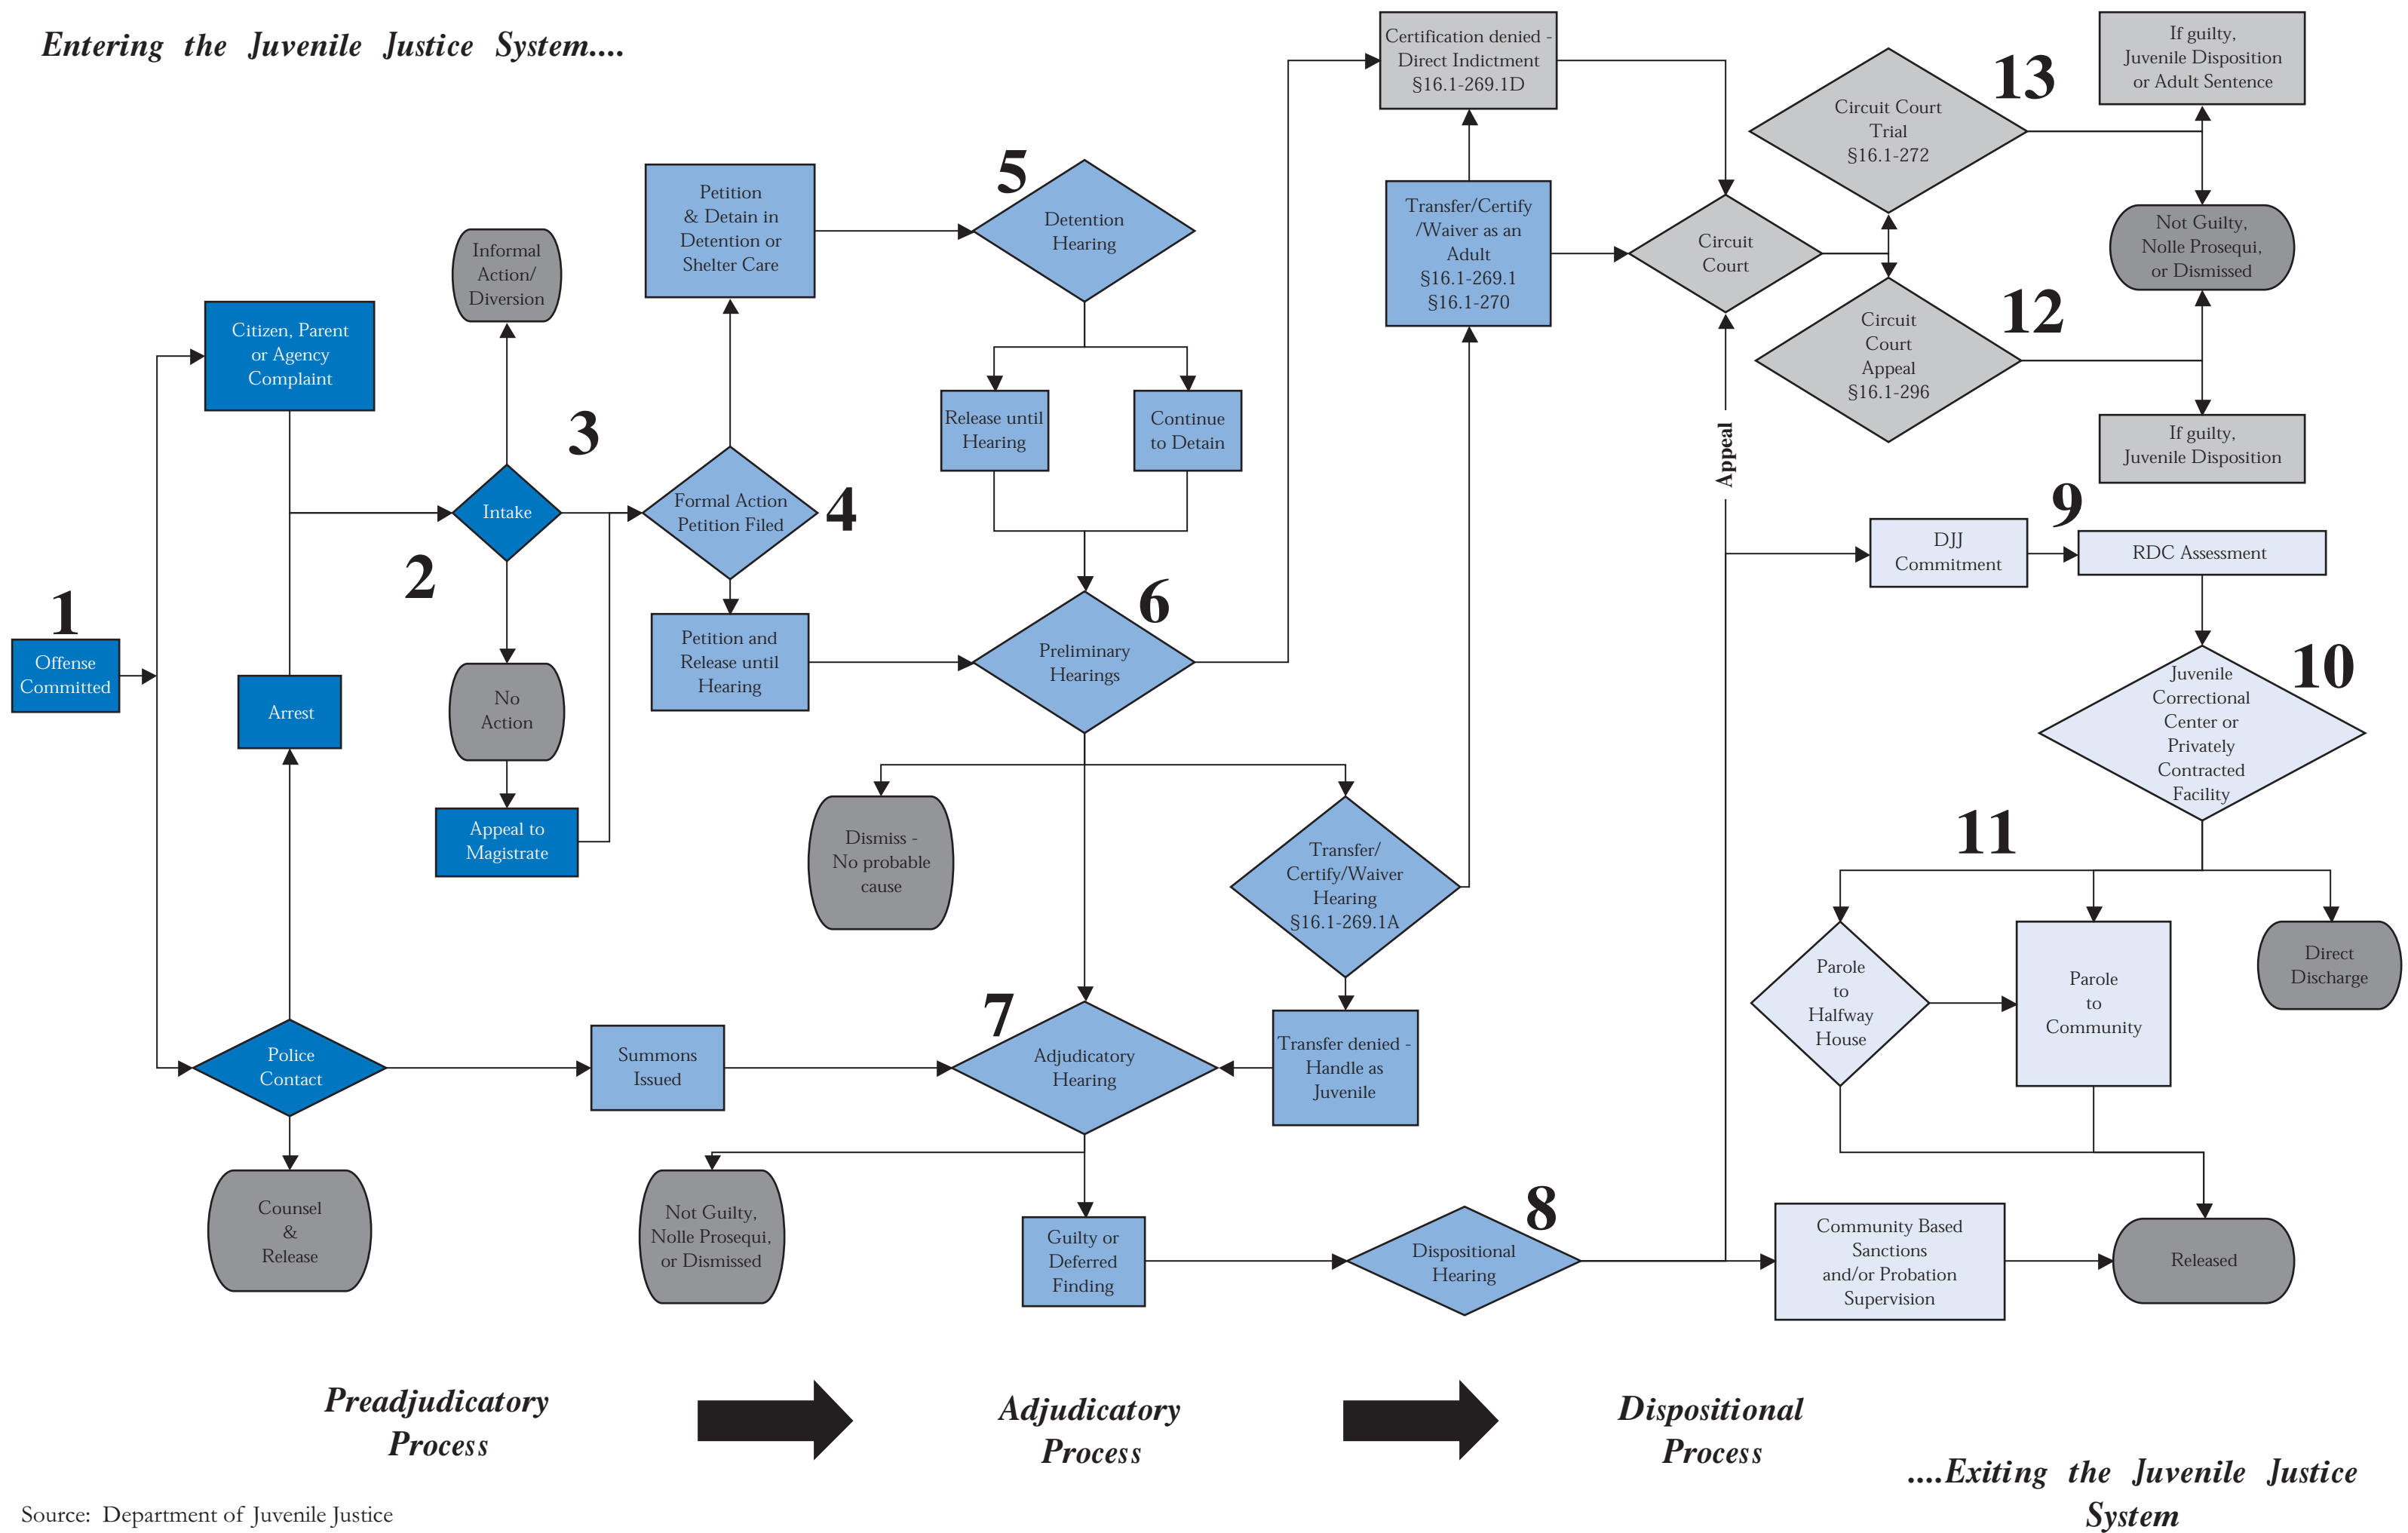 Entering the Juvenile Justice System....
1
Offense
Committed
Citizen, Parent
or Agency
Complaint
Arrest
Police
Contact
Counsel
&
Release
2
Intake
Informal
Action/
Diversion
No
Action
Appeal to
Magistrate
3
Formal Action
Petition Filed
4
Petition
& Detain in
Detention or
Shelter Care
Petition and
Release until
Hearing
Summons
Issued
5
Detention
Hearing
Release until
Hearing
Continue
to Detain
6
Preliminary
Hearings
Dismiss -
No probable
cause
Transfer/
Certify/Waiver
Hearing
§16.1-269.1A
Transfer denied -
Handle as
Juvenile
7
Adjudicatory
Hearing
Not Guilty,
Nolle Prosequi,
or Dismissed
Guilty or
Deferred
Finding
8
Dispositional
Hearing
Certification denied -
Direct Indictment
§16.1-269.1D
Transfer/Certify
/Waiver as an
Adult
§16.1-269.1
§16.1-270
Circuit
Court
Appeal
13
Circuit Court
Trial
§16.1-272
If guilty,
Juvenile Disposition
or Adult Sentence
Not Guilty,
Nolle Prosequi,
or Dismissed
12
Circuit
Court
Appeal
§16.1-296
If guilty,
Juvenile Disposition
DJJ
Commitment
9
RDC Assessment
10
Juvenile
Correctional
Center or
Privately
Contracted
Facility
11
Parole
to
Halfway
House
Parole
to
Community
Direct
Discharge
Community Based
Sanctions
and/or Probation
Supervision
Released
Preadjudicatory
Process
Adjudicatory
Process
Dispositional
Process
....Exiting the Juvenile Justice
System
Source: Department of Juvenile Justice